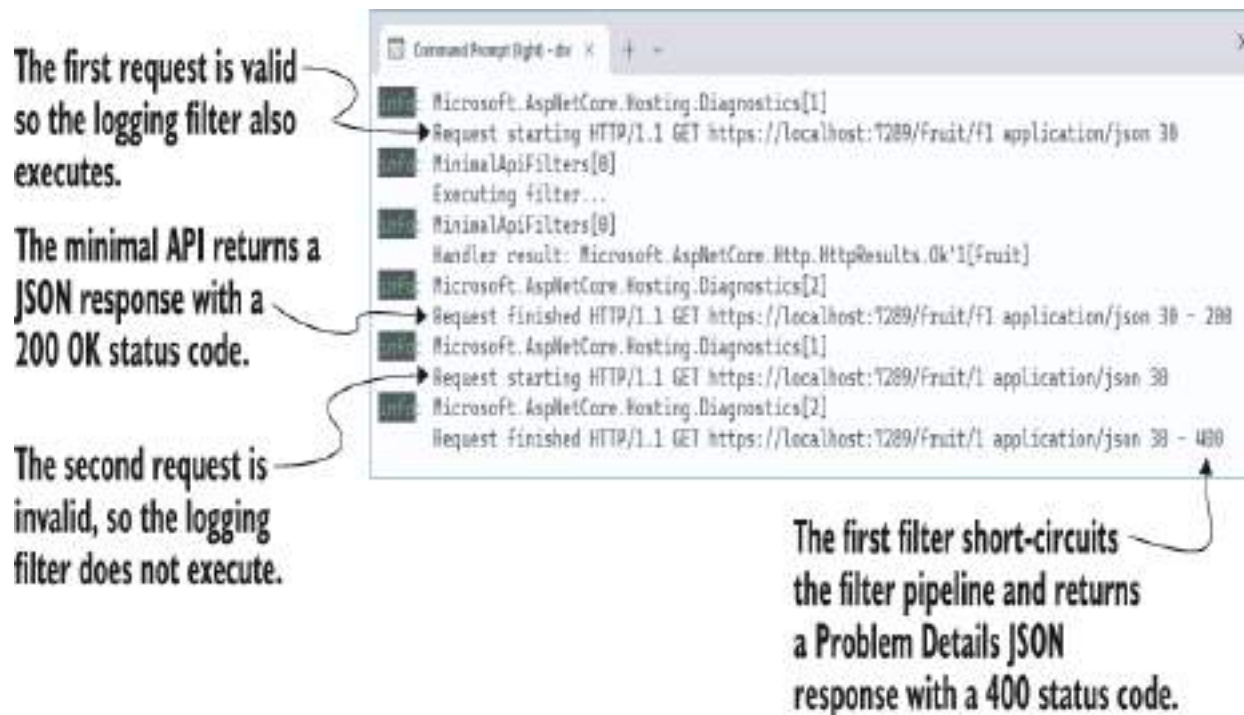 The first request is valid
so the logging filter also
executes.
The minimal API returns a
JSON response with a
200 OK status code.
The second request is
invalid, so the logging
filter does not execute.
Command Prompt (light) -
info: Microsoft.AspNetCore.Hosting.Diagnostics[1]
Request starting HTTP/1.1 GET https://localhost:7289/fruit/f1 application/json 30
info: MinimalApiFilters[0]
Executing filter...
info: MinimalApiFilters[0]
Handler result: Microsoft.AspNetCore.Http.HttpResults.Ok`1[Fruit]
info: Microsoft.AspNetCore.Hosting.Diagnostics[2]
Request finished HTTP/1.1 GET https://localhost:7289/fruit/f1 application/json 30 - 200
info: Microsoft.AspNetCore.Hosting.Diagnostics[1]
Request starting HTTP/1.1 GET https://localhost:7289/fruit/1 application/json 30
info: Microsoft.AspNetCore.Hosting.Diagnostics[2]
Request finished HTTP/1.1 GET https://localhost:7289/fruit/1 application/json 30 - 400
The first filter short-circuits
the filter pipeline and returns
a Problem Details JSON
response with a 400 status code.